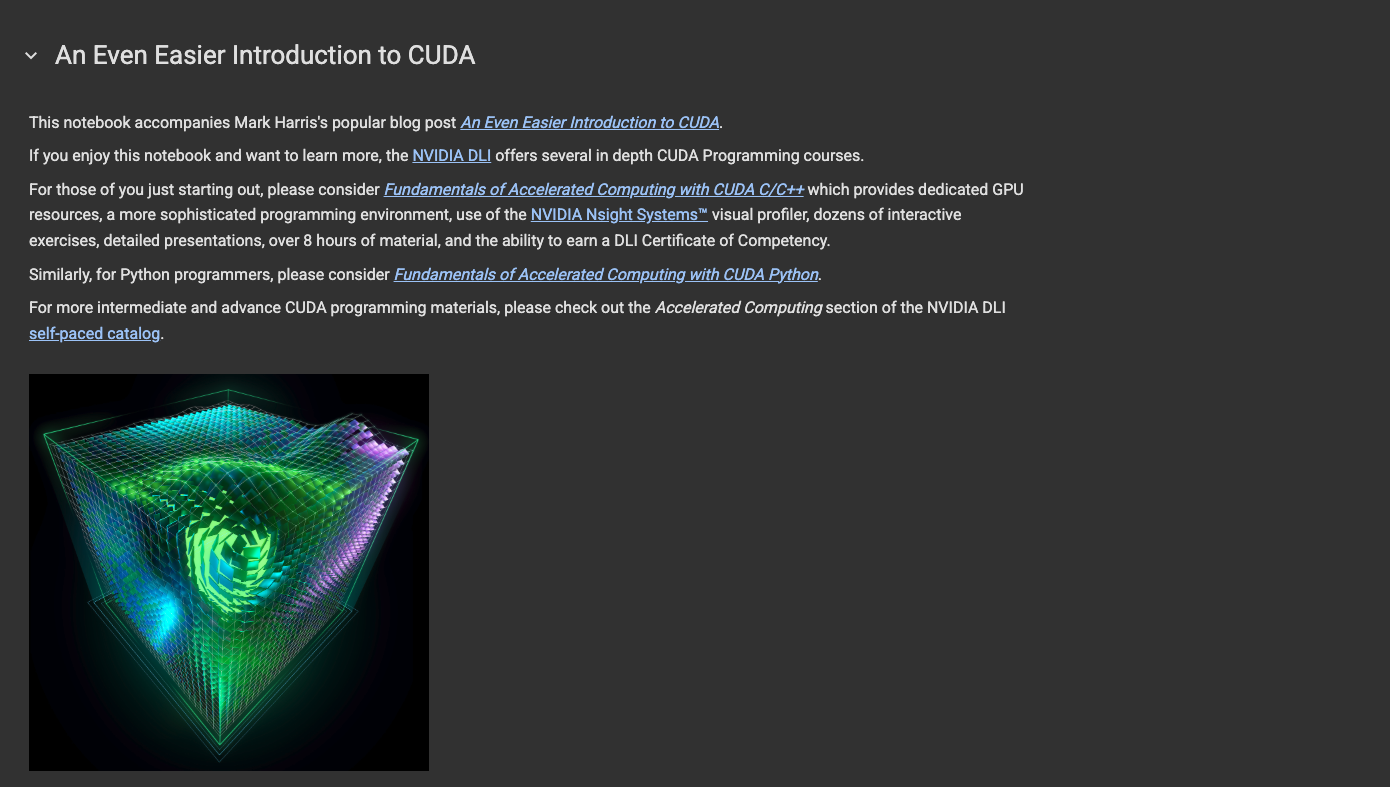 An Even Easier Introduction to CUDA
This notebook accompanies Mark Harris's popular blog post An Even Easier Introduction to CUDA.
If you enjoy this notebook and want to learn more, the NVIDIA DLI offers several in depth CUDA Programming courses.
For those of you just starting out, please consider Fundamentals of Accelerated Computing with CUDA C/C++ which provides dedicated GPU
resources, a more sophisticated programming environment, use of the NVIDIA Nsight Systems™ visual profiler, dozens of interactive
exercises, detailed presentations, over 8 hours of material, and the ability to earn a DLI Certificate of Competency.
Similarly, for Python programmers, please consider Fundamentals of Accelerated Computing with CUDA Python.
For more intermediate and advance CUDA programming materials, please check out the Accelerated Computing section of the NVIDIA DLI
self-paced catalog.